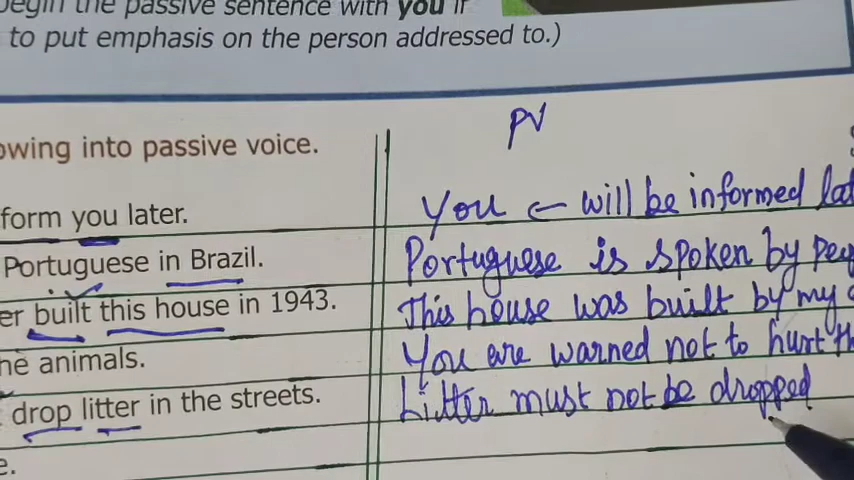 begin the passive sentence with you if
to put emphasis on the person addressed to.)
PV
owing into passive voice.
form you later. You ← will be informed lat
Portuguese in Brazil. Portuguese is spoken by peo
er built this house in 1943. This house was built by my
he animals. You are warned not to hurt th
drop litter in the streets. Litter must not be dropped
e.